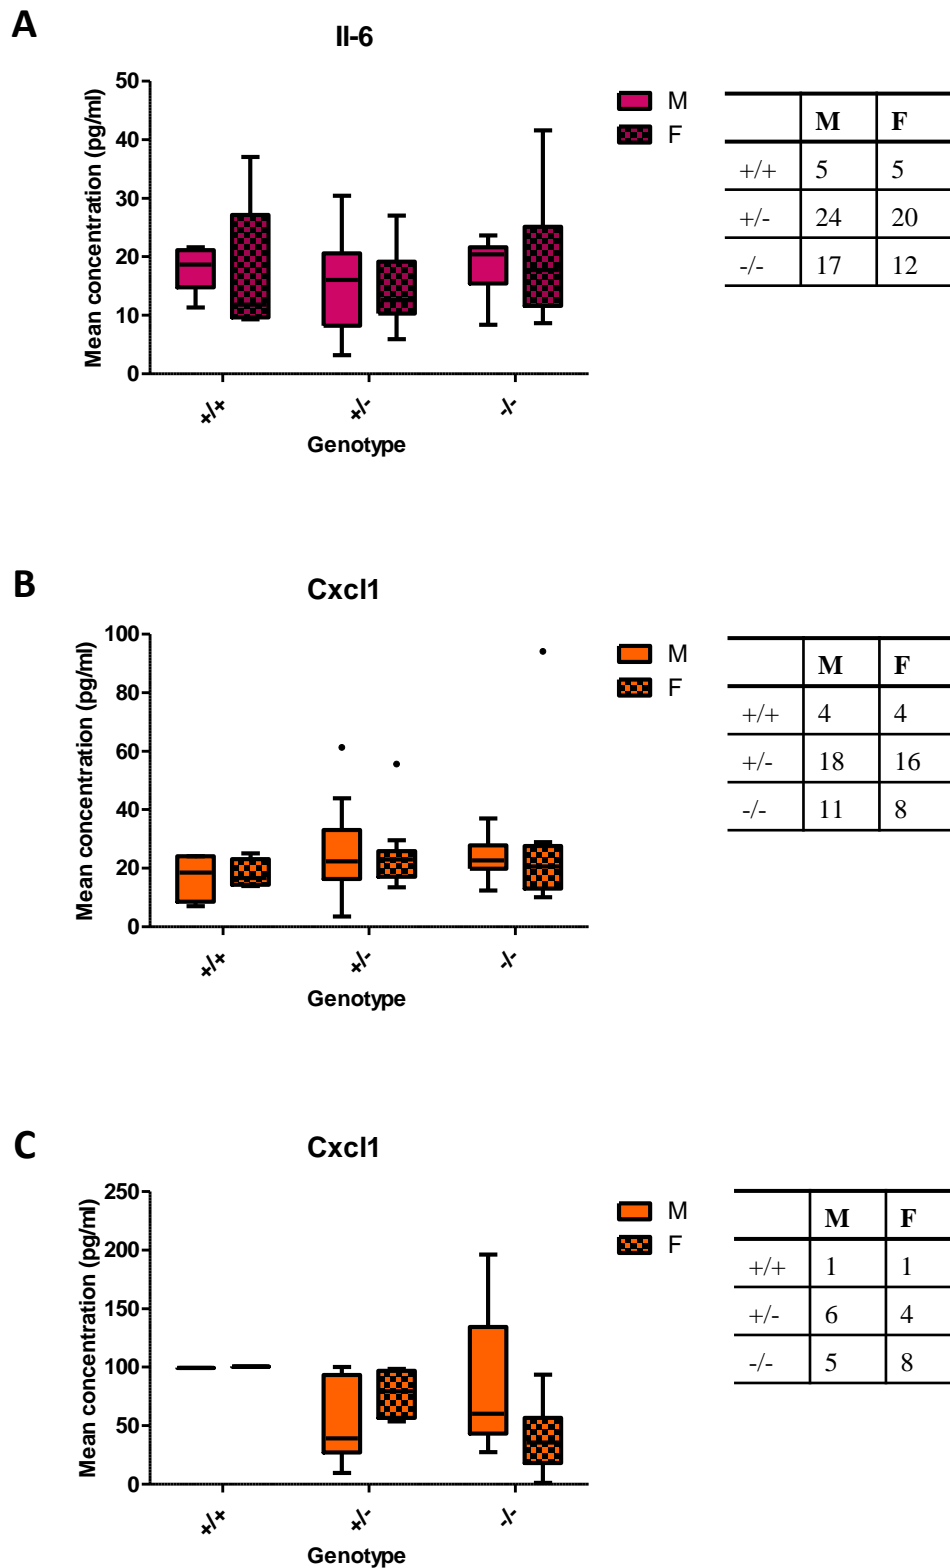 A
Il-6
Mean concentration (pg/ml)
50
40
30
20
10
0
+/+
+/-
-/-
Genotype
M
F
M F
+/+ 5 5
+/- 24 20
-/- 17 12
B
Cxcl1
Mean concentration (pg/ml)
100
80
60
40
20
0
+/+
+/-
-/-
Genotype
M
F
M F
+/+ 4 4
+/- 18 16
-/- 11 8
C
Cxcl1
Mean concentration (pg/ml)
250
200
150
100
50
0
+/+
+/-
-/-
Genotype
M
F
M F
+/+ 1 1
+/- 6 4
-/- 5 8